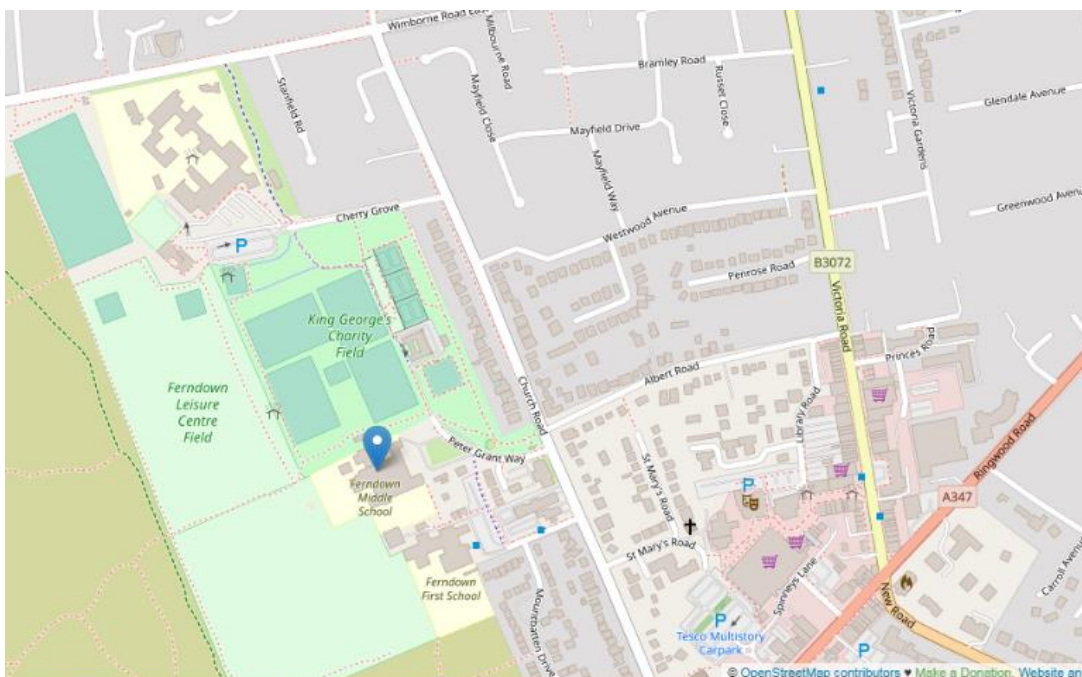 Wimborne Road East
Milbourne Road
Bramley Road
Stanfield Rd
Mayfield Close
Russet Close
Victoria Gardens
Glendale Avenue
Mayfield Drive
Mayfield Way
Cherry Grove
Westwood Avenue
Greenwood Avenue
P
Penrose Road
B3072
Victoria Road
King George's
Charity
Field
Princes Road
Albert Road
Ferndown
Leisure
Centre
Field
Church Road
Library Road
Ringwood Road
Peter Grant Way
Ferndown
Middle
School
St Mary's Road
P
A347
St Mary's Road
Spinneys Lane
Carroll Avenue
Ferndown
First School
Mountbatten Drive
New Road
P
Tesco Multistory
Carpark
P
© OpenStreetMap contributors ♥ Make a Donation. Website an